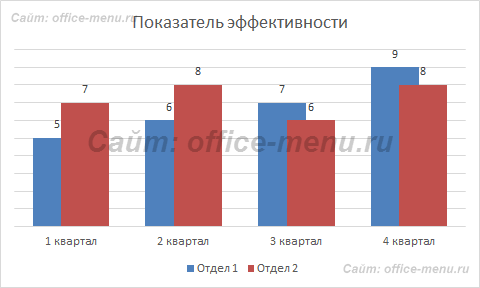 Сайт: office-menu.ru
Показатель эффективности
5 7 6 8 7 6 9 8
Сайт: office-menu.ru
1 квартал 2 квартал 3 квартал 4 квартал
Отдел 1 Отдел 2
Сайт: office-menu.ru